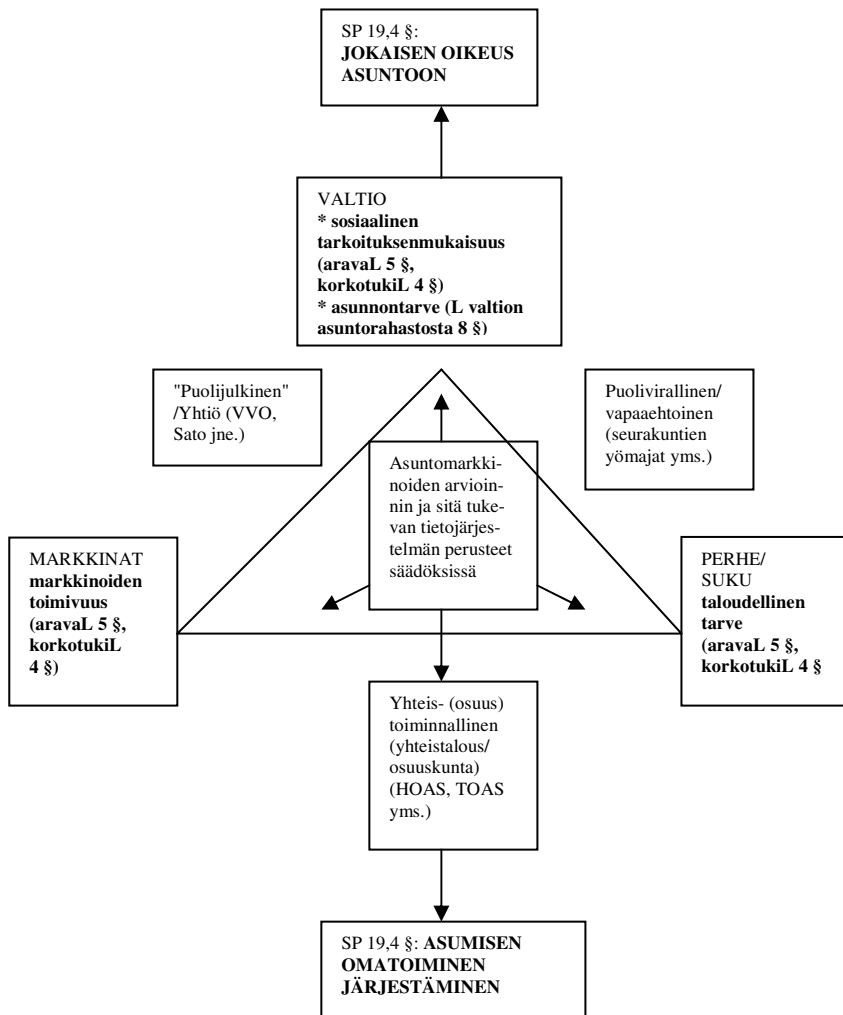 SP 19,4 §:
JOKAISEN OIKEUS
ASUNTOON
VALTIO
* sosiaalinen
tarkoituksenmukaisuus
(aravaL 5 §,
korkotukiL 4 §)
* asunnontarve (L valtion
asuntorahastosta 8 §)
"Puolijulkinen"
/Yhtiö (VVO,
Sato jne.)
Puolivirallinen/
vapaaehtoinen
(seurakuntien
yömajat yms.)
Asuntomarkki-
noiden arvioin-
nin ja sitä tuke-
van tietojärjes-
telmän perusteet
säädöksissä
MARKKINAT
markkinoiden
toimivuus
(aravaL 5 §,
korkotukiL
4 §)
PERHE/
SUKU
taloudellinen
tarve
(aravaL 5 §,
korkotukiL 4 §
Yhteis- (osuus)
toiminnallinen
(yhteistalous/
osuuskunta)
(HOAS, TOAS
yms.)
SP 19,4 §: ASUMISEN
OMATOIMINEN
JÄRJESTÄMINEN